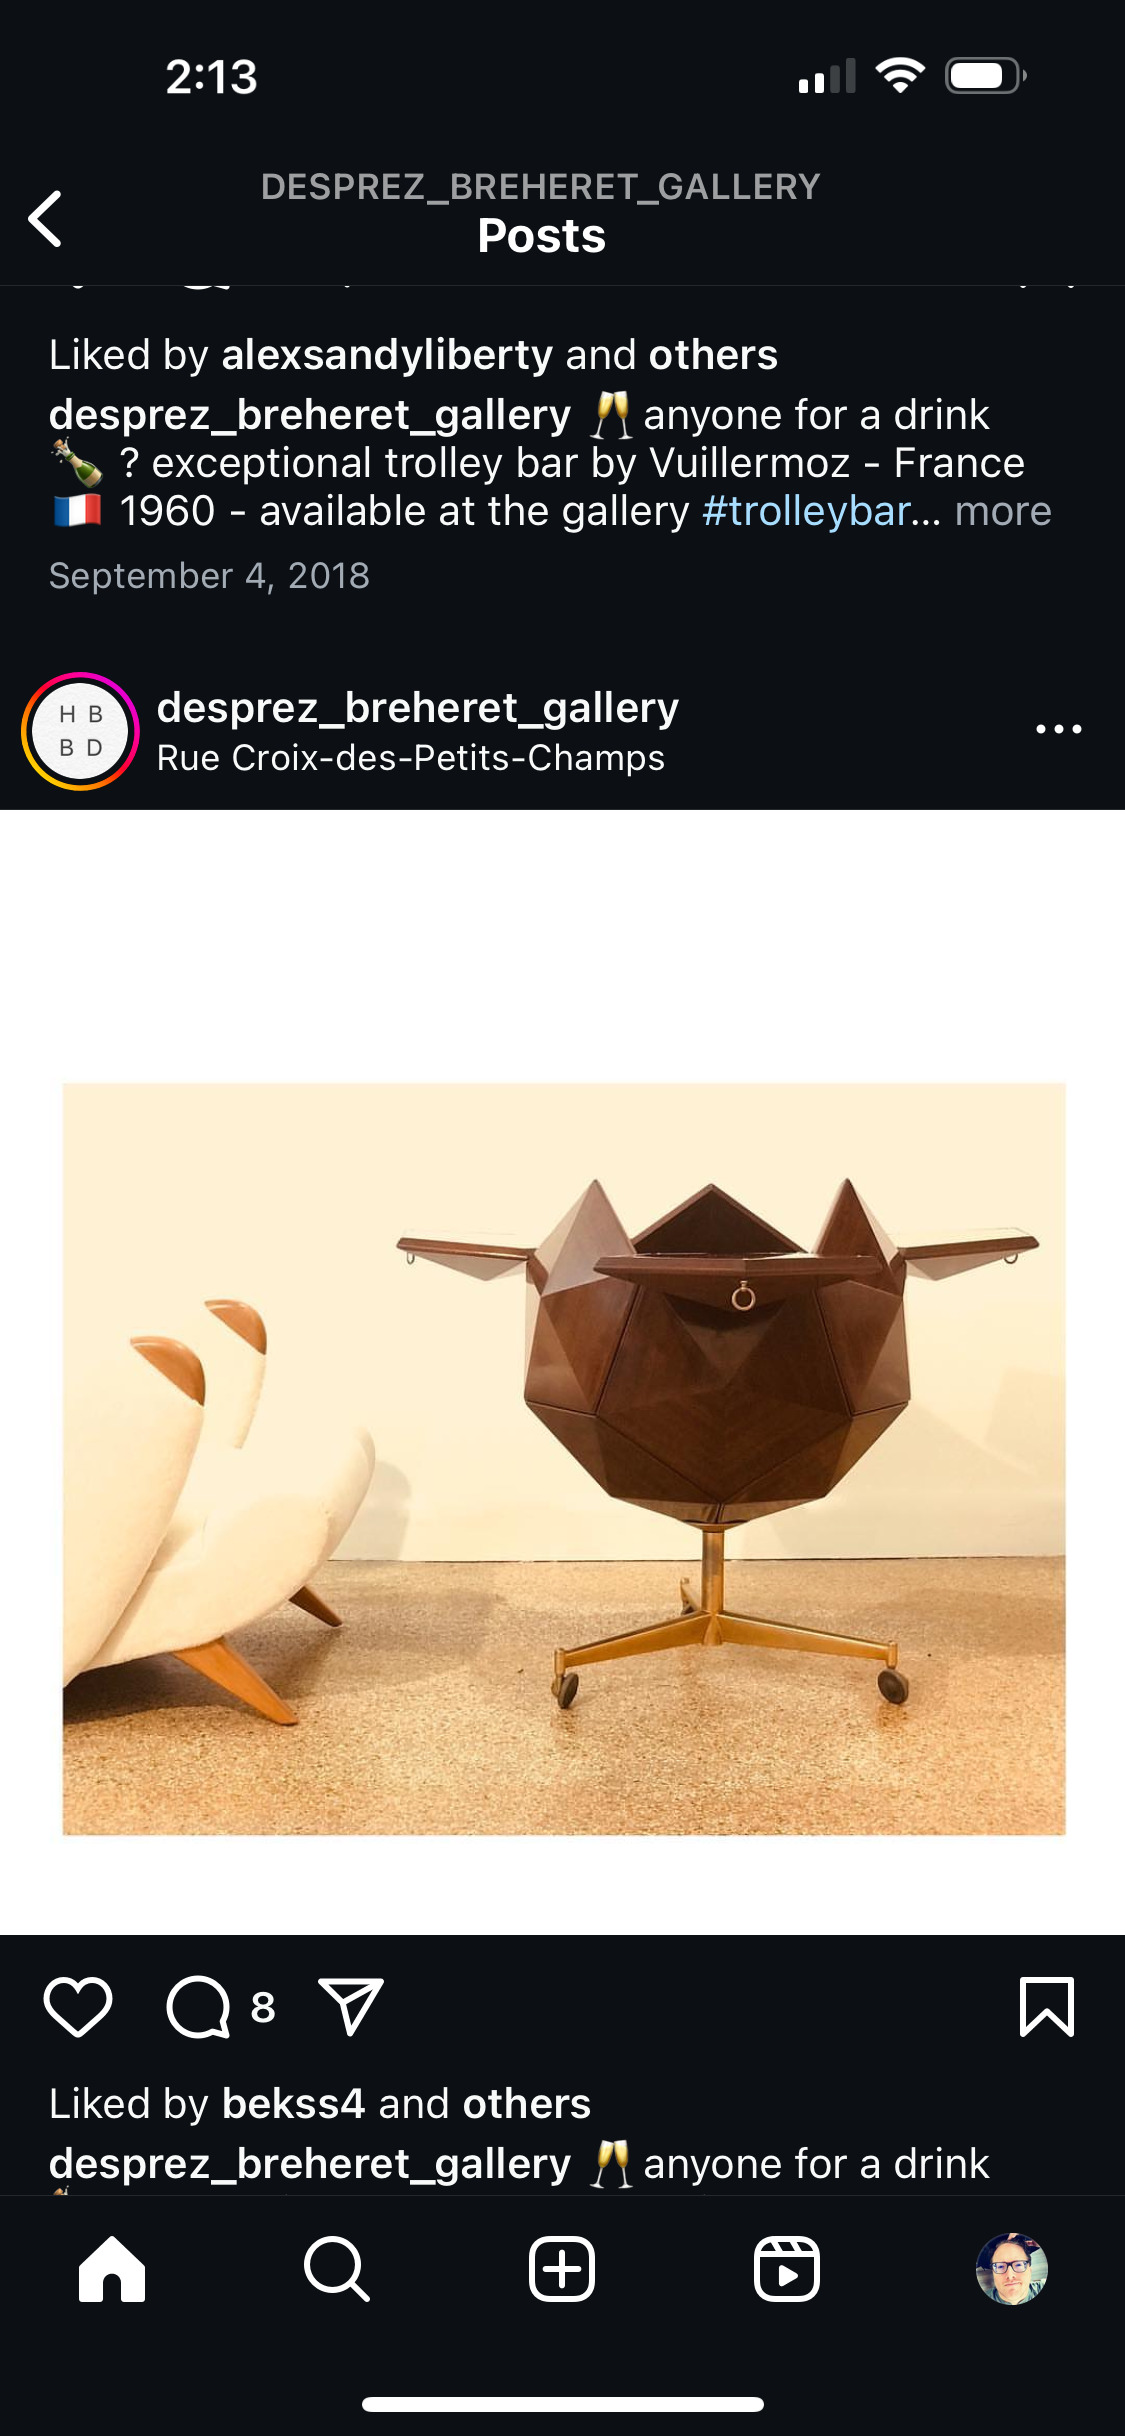 2:13
DESPREZ_BREHERET_GALLERY
Posts
Liked by alexsandyliberty and others
desprez_breheret_gallery 🥂 anyone for a drink
🍾 ? exceptional trolley bar by Vuillermoz - France
🇫🇷 1960 - available at the gallery #trolleybar... more
September 4, 2018
H B
B D
desprez_breheret_gallery
Rue Croix-des-Petits-Champs
8
Liked by bekss4 and others
desprez_breheret_gallery 🥂 anyone for a drink